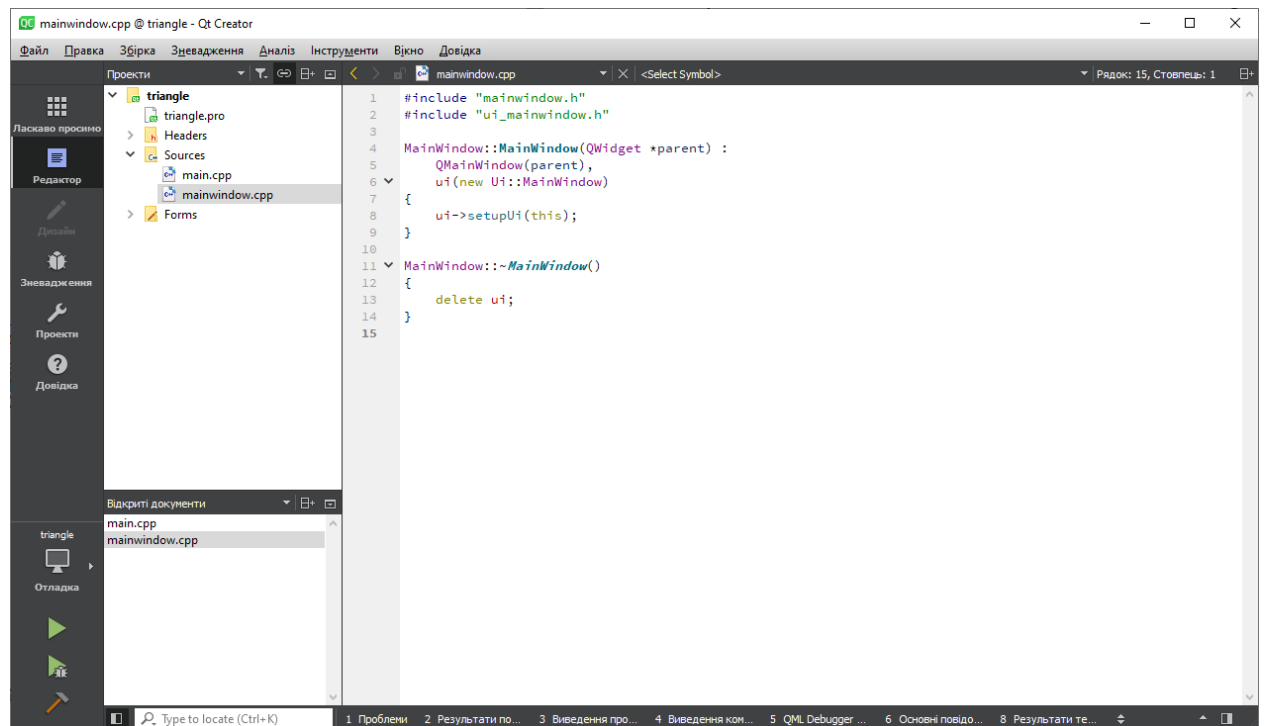 mainwindow.cpp @ triangle - Qt Creator
Файл Правка Збірка Зневадження Аналіз Інструменти Вікно Довідка
Проекти mainwindow.cpp <Select Symbol> Рядок: 15, Стовпець: 1
Ласкаво просимо
Редактор
Дизайн
Зневадження
Проекти
Довідка
triangle
Отладка
triangle
triangle.pro
Headers
Sources
main.cpp
mainwindow.cpp
Forms
Відкриті документи
main.cpp
mainwindow.cpp
1 #include "mainwindow.h"
2 #include "ui_mainwindow.h"
3
4 MainWindow::MainWindow(QWidget *parent) :
5 QMainWindow(parent),
6 ui(new Ui::MainWindow)
7 {
8 ui->setupUi(this);
9 }
10
11 MainWindow::~MainWindow()
12 {
13 delete ui;
14 }
15
Type to locate (Ctrl+K) 1 Проблеми 2 Результати по... 3 Виведення про... 4 Виведення ком... 5 QML Debugger ... 6 Основні повідо... 8 Результати те...